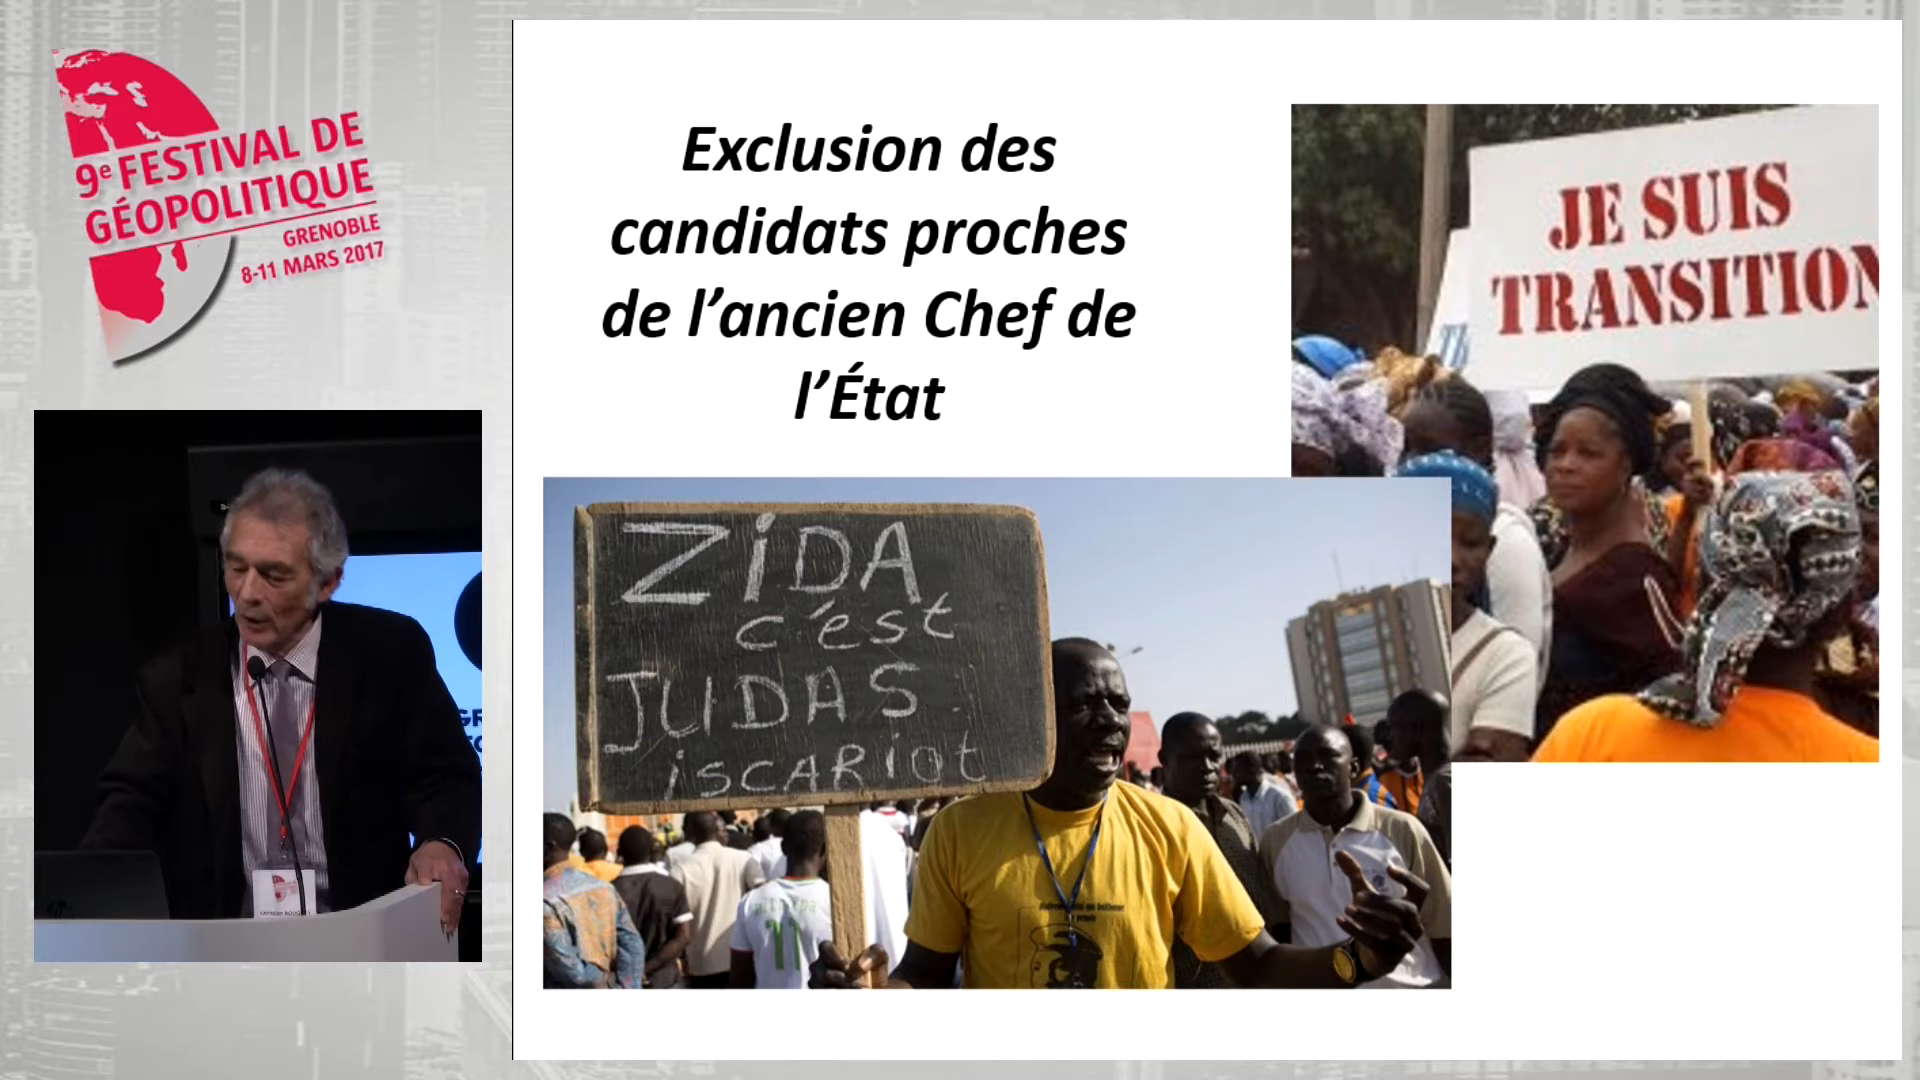 9e FESTIVAL DE
GÉOPOLITIQUE
GRENOBLE
8-11 MARS 2017
Exclusion des
candidats proches
de l’ancien Chef de
l’État
JE SUIS
TRANSITION
ZiDA
c'est
JUDAS.
iSCARiot
11